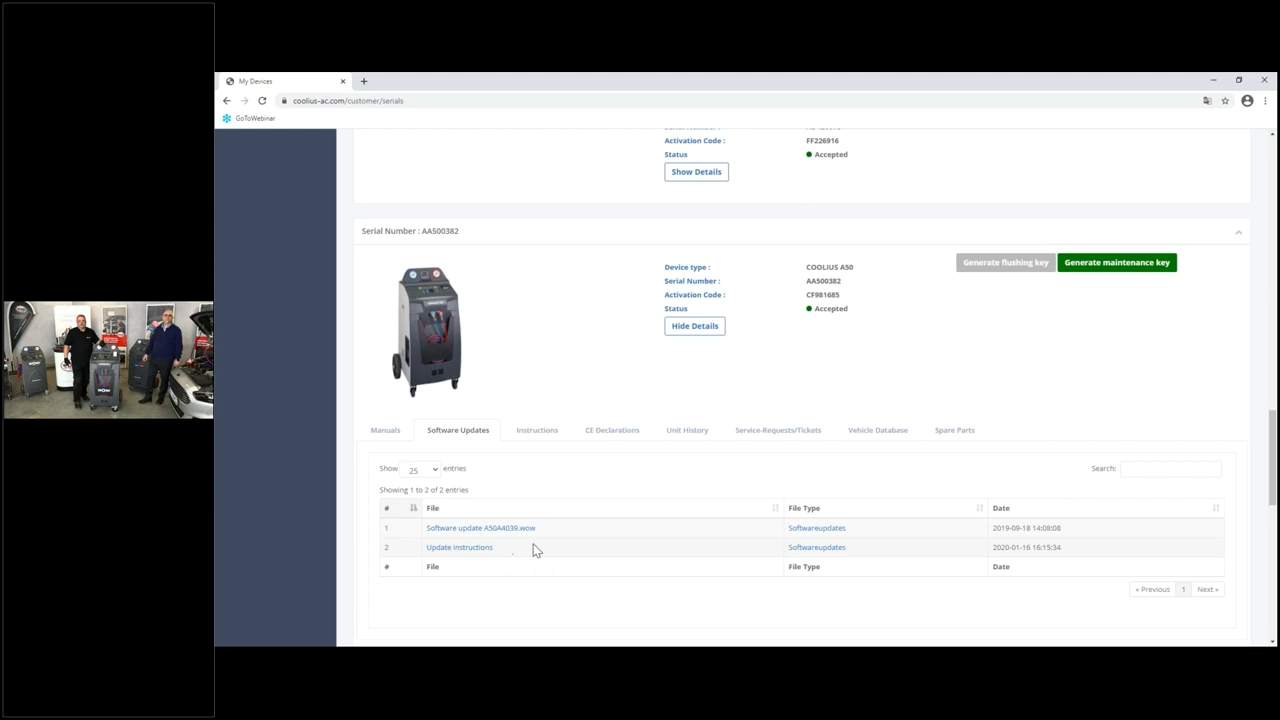 My Devices
coolius-ac.com/customer/serials
GoToWebinar
Activation Code : FF226916
Status Accepted
Show Details
Serial Number : AA500382
Device type : COOLIUS A50
Generate flushing key Generate maintenance key
Serial Number : AA500382
Activation Code : CF981685
Status Accepted
Hide Details
Manuals Software Updates Instructions CE Declarations Unit History Service-Requests/Tickets Vehicle Database Spare Parts
Show 25 entries Search:
Showing 1 to 2 of 2 entries
# File File Type Date
1 Software update A50A4039.wow Softwareupdates 2019-09-18 14:08:08
2 Update Instructions Softwareupdates 2020-01-16 16:15:34
# File File Type Date
« Previous 1 Next »